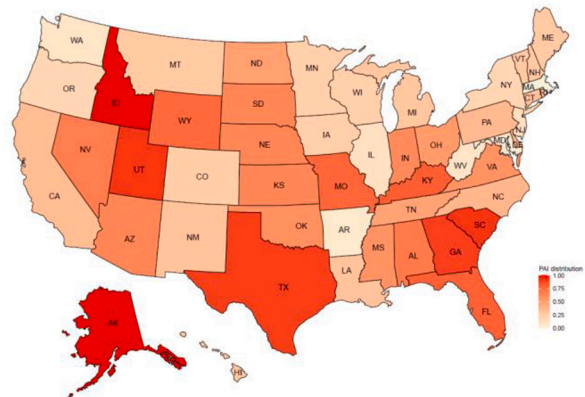 WA
MT
ND
MN
ME
VT
NH
OR
ID
SD
WI
NY
MA
WY
MI
CT
RI
IA
PA
NJ
NE
NV
UT
IL
IN
OH
MD
DE
CO
WV
VA
CA
KS
MO
KY
NC
TN
AZ
NM
OK
AR
SC
MS
AL
GA
TX
LA
FL
AK
HI
PAI distribution
1.00
0.75
0.50
0.25
0.00